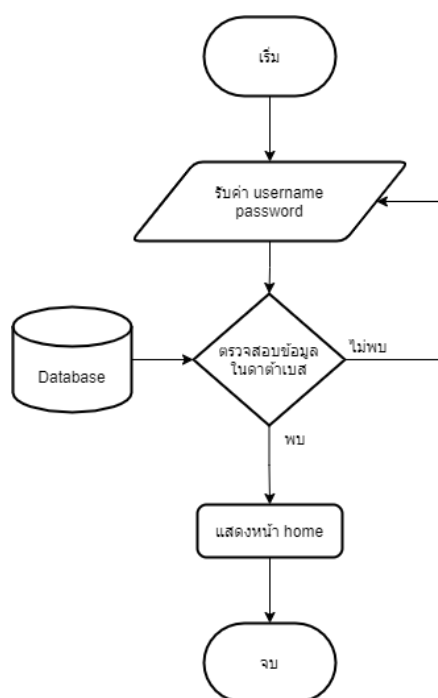 เริ่ม
รับค่า username
password
ตรวจสอบข้อมูล
ในดาต้าเบส
ไม่พบ
Database
พบ
แสดงหน้า home
จบ